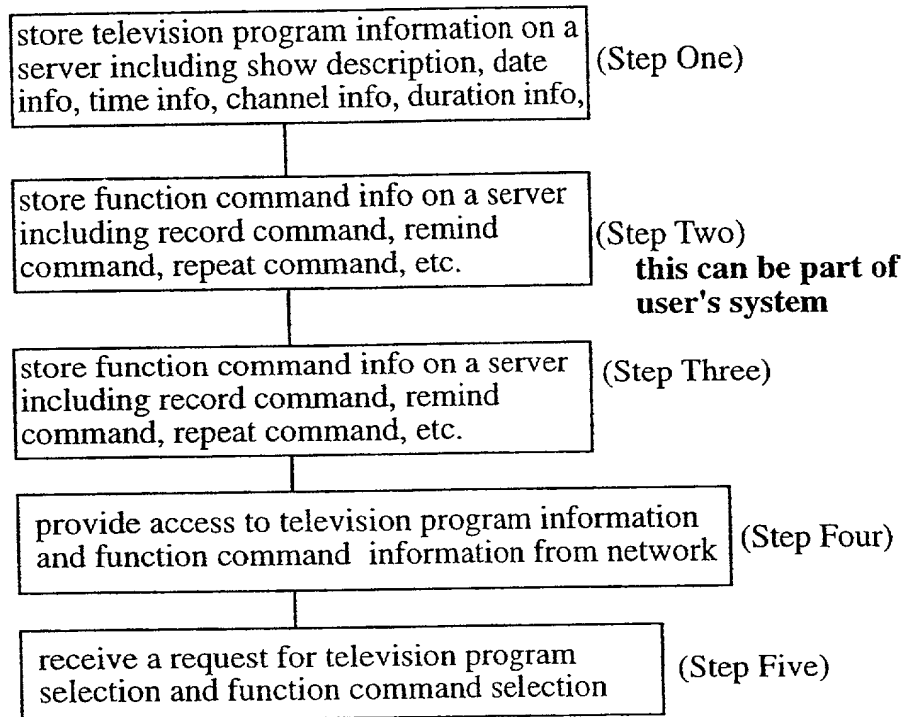 store television program information on a
server including show description, date
info, time info, channel info, duration info,
(Step One)
store function command info on a server
including record command, remind
command, repeat command, etc.
(Step Two)
this can be part of
user's system
store function command info on a server
including record command, remind
command, repeat command, etc.
(Step Three)
provide access to television program information
and function command information from network
(Step Four)
receive a request for television program
selection and function command selection
(Step Five)